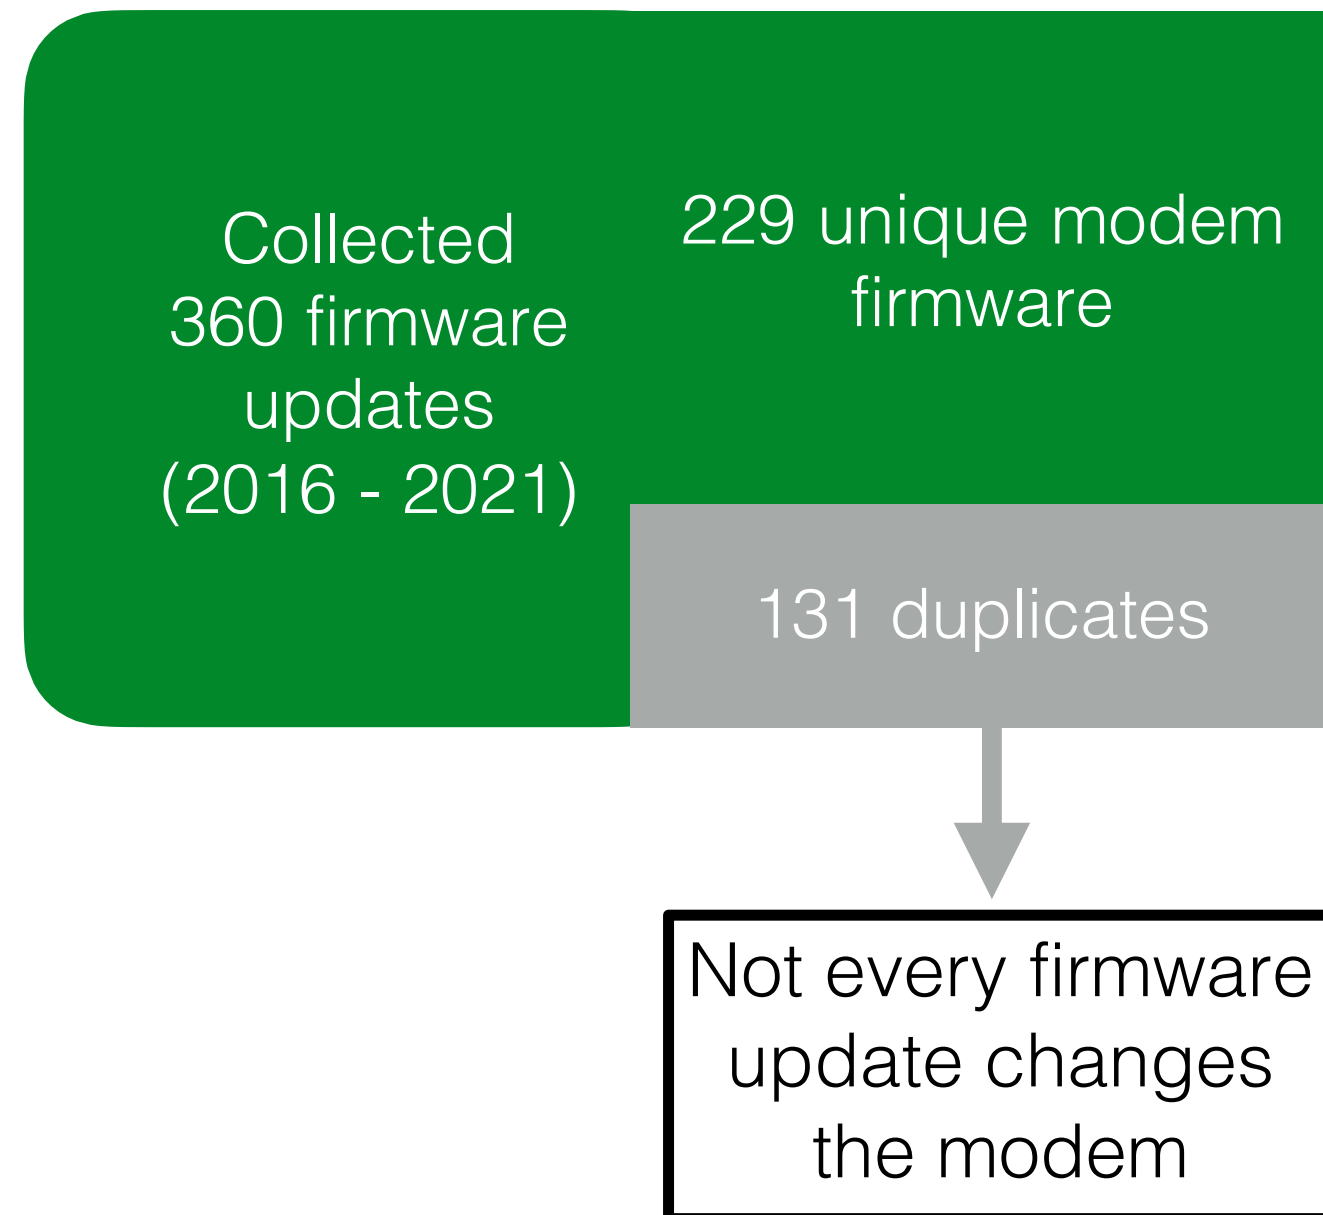 Collected
360 firmware
updates
(2016 - 2021)
229 unique modem
firmware
131 duplicates
Not every firmware
update changes
the modem